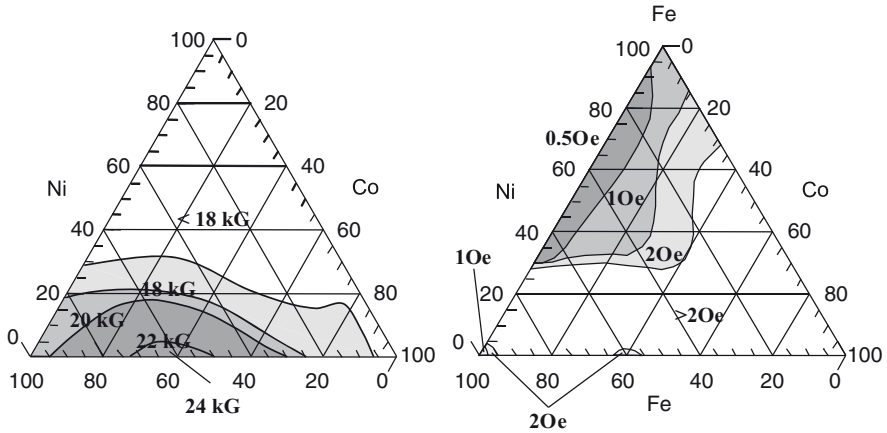 100 0
80 20
60 40
Ni Co
< 18 kG
40 60
18 kG
20 80
20 kG
22 kG
0 100
100 80 60 40 20 0
24 kG
Fe
100 0
80 20
0.5Oe
60 40
Ni Co
1Oe
40 60
1Oe 2Oe
20 80
>2Oe
0 100
100 80 60 40 20 0
2Oe Fe